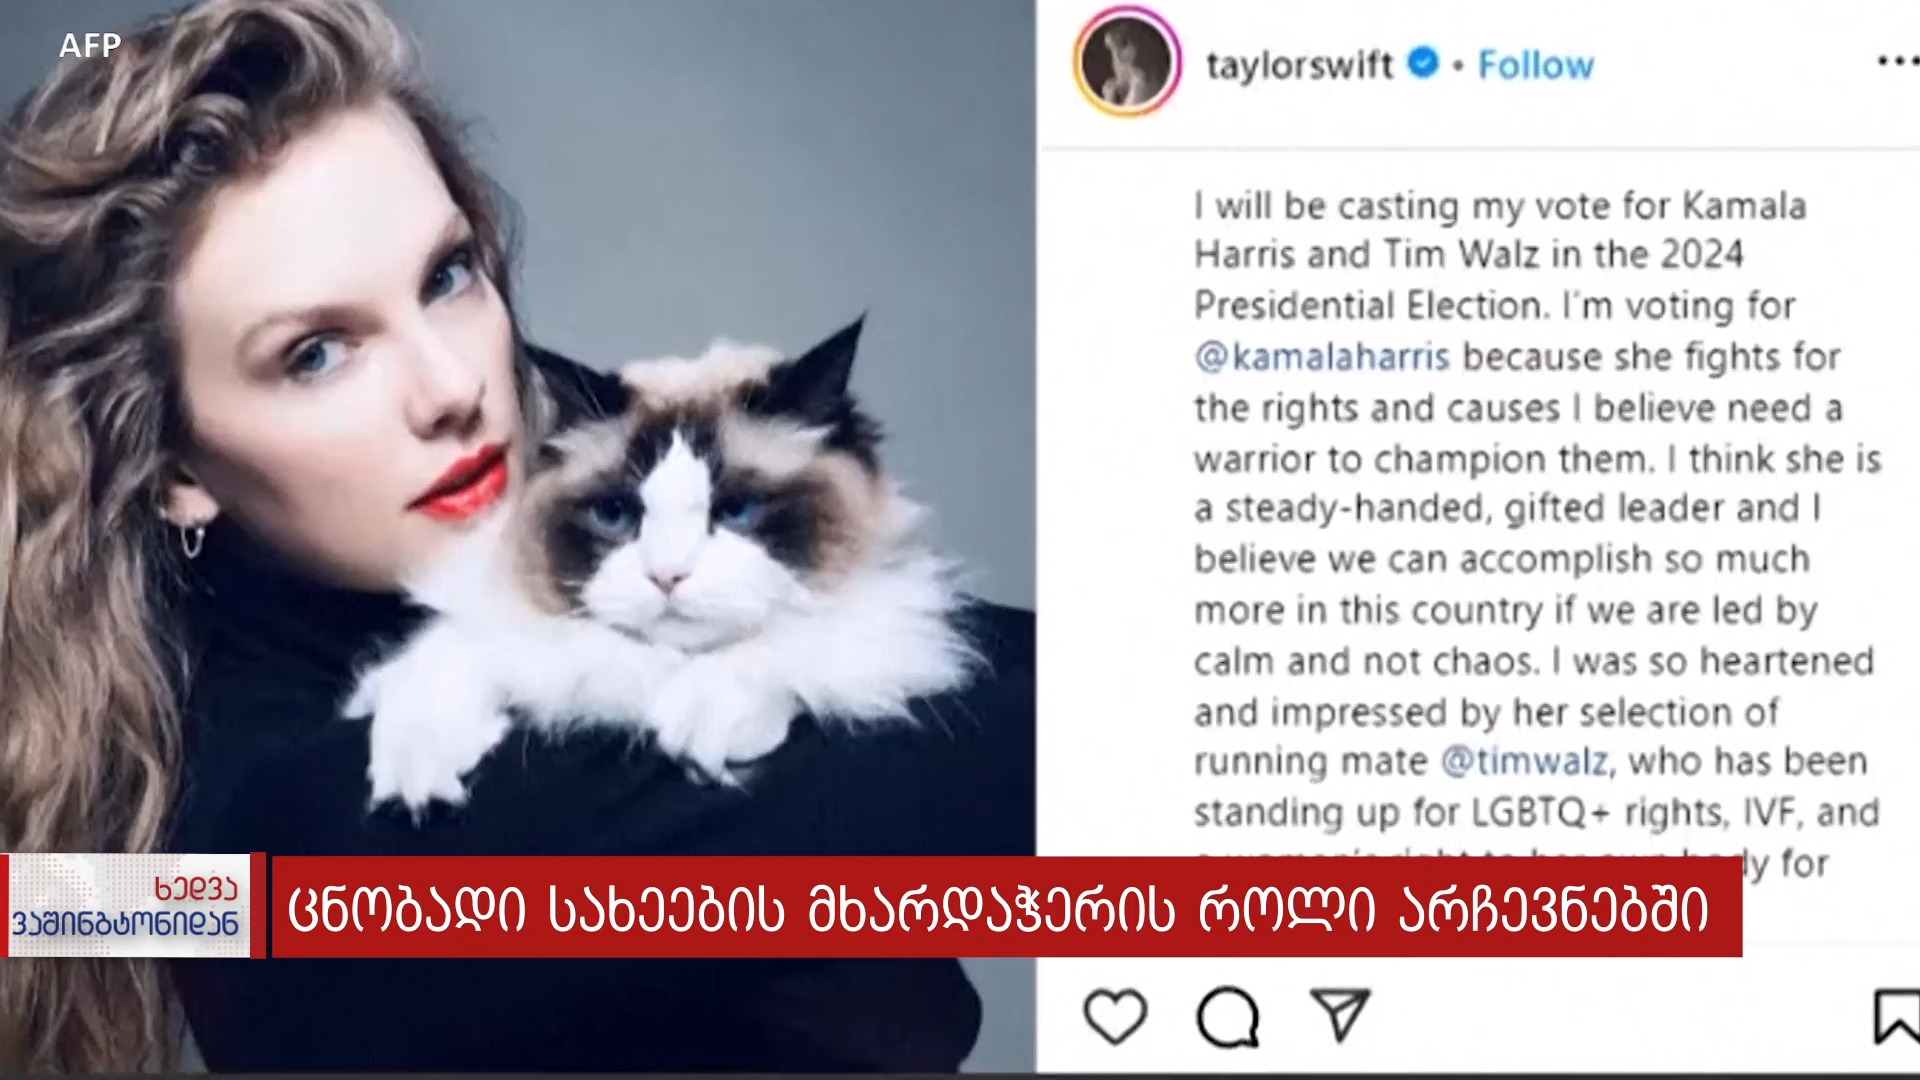 AFP
taylorswift • Follow
I will be casting my vote for Kamala
Harris and Tim Walz in the 2024
Presidential Election. I'm voting for
@kamalaharris because she fights for
the rights and causes I believe need a
warrior to champion them. I think she is
a steady-handed, gifted leader and I
believe we can accomplish so much
more in this country if we are led by
calm and not chaos. I was so heartened
and impressed by her selection of
running mate @timwalz, who has been
standing up for LGBTQ+ rights, IVF, and
for
ხედვა
ვაშინგტონიდან
ცნობადი სახეების მხარდაჭერის როლი არჩევნებში